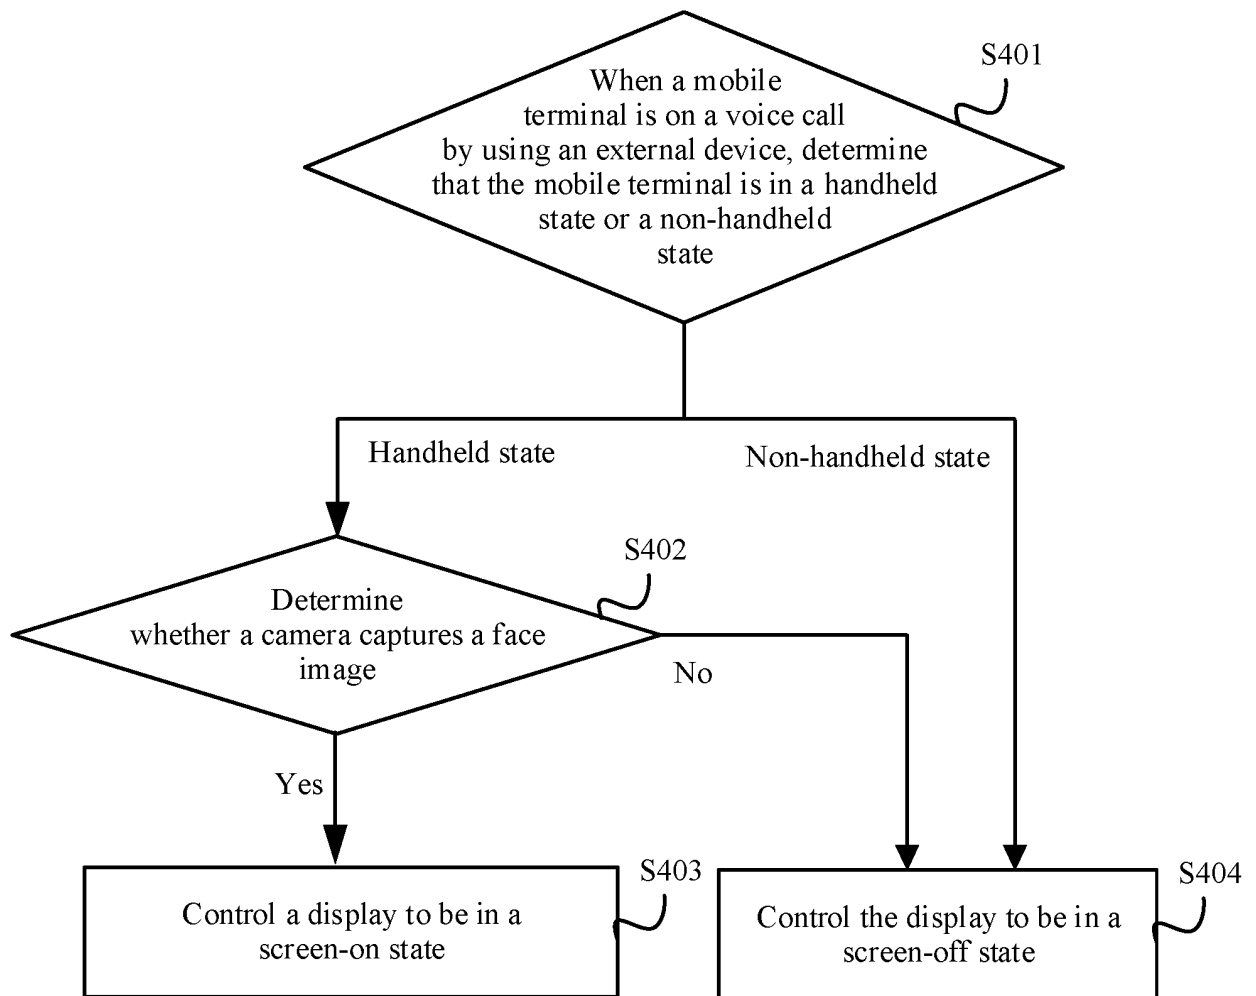 S401
When a mobile
terminal is on a voice call
by using an external device, determine
that the mobile terminal is in a handheld
state or a non-handheld
state
Handheld state
Non-handheld state
S402
Determine
whether a camera captures a face
image
No
Yes
S403
Control a display to be in a
screen-on state
S404
Control the display to be in a
screen-off state